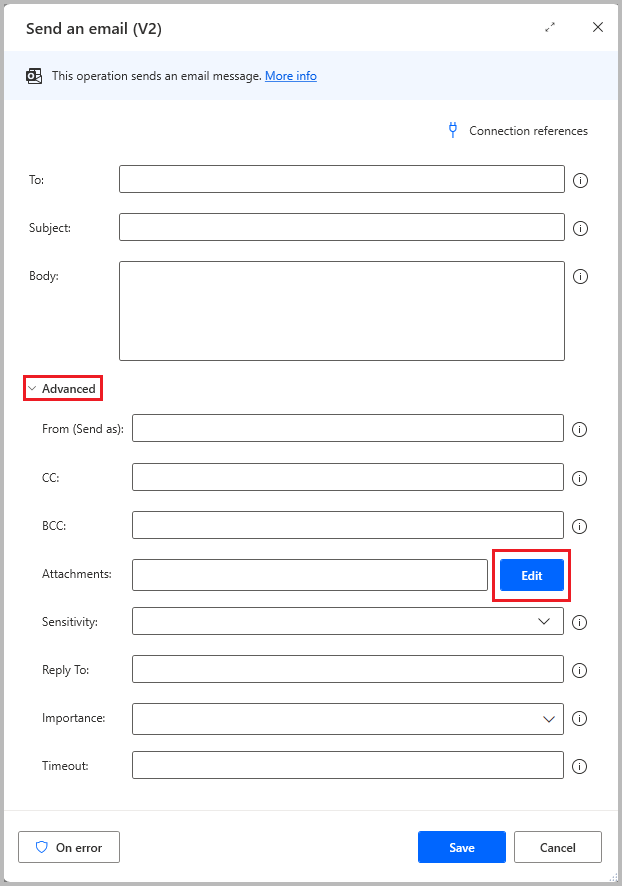 Send an email (V2)
This operation sends an email message. More info
Connection references
To:
Subject:
Body:
Advanced
From (Send as):
CC:
BCC:
Attachments:
Edit
Sensitivity:
Reply To:
Importance:
Timeout:
On error
Save
Cancel